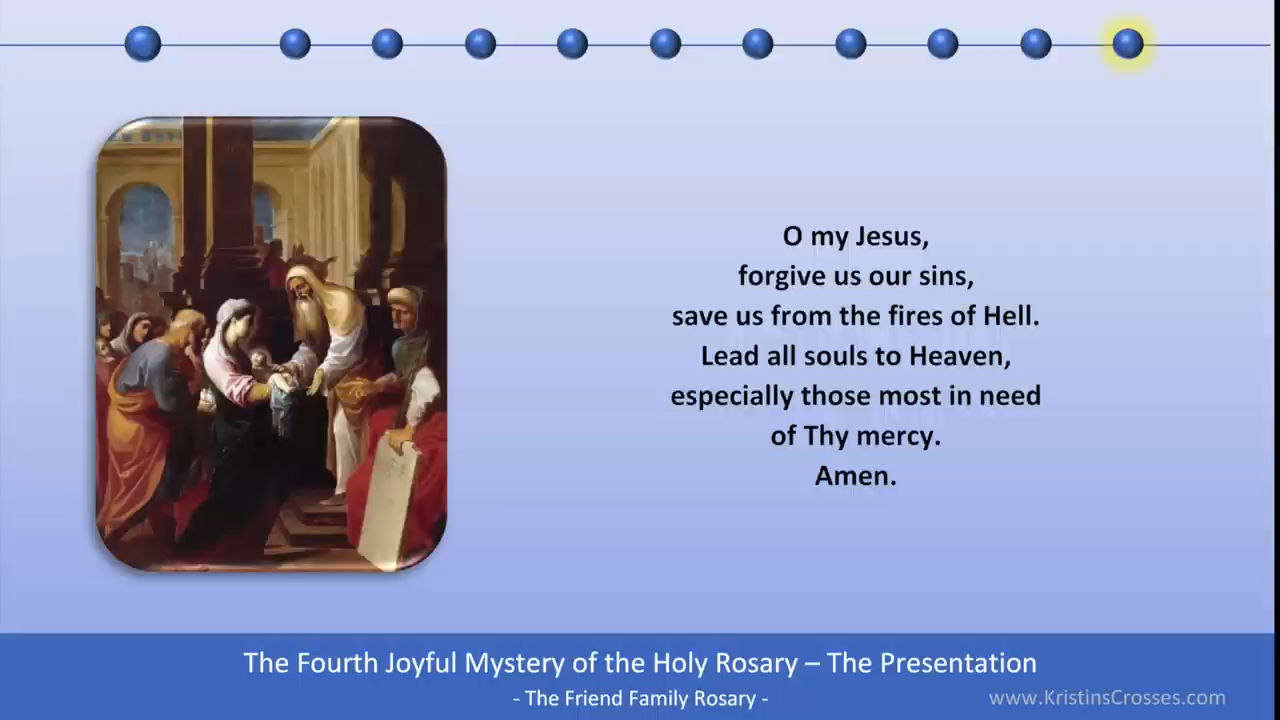 O my Jesus,
forgive us our sins,
save us from the fires of Hell.
Lead all souls to Heaven,
especially those most in need
of Thy mercy.
Amen.
The Fourth Joyful Mystery of the Holy Rosary – The Presentation
- The Friend Family Rosary -
www.KristinsCrosses.com